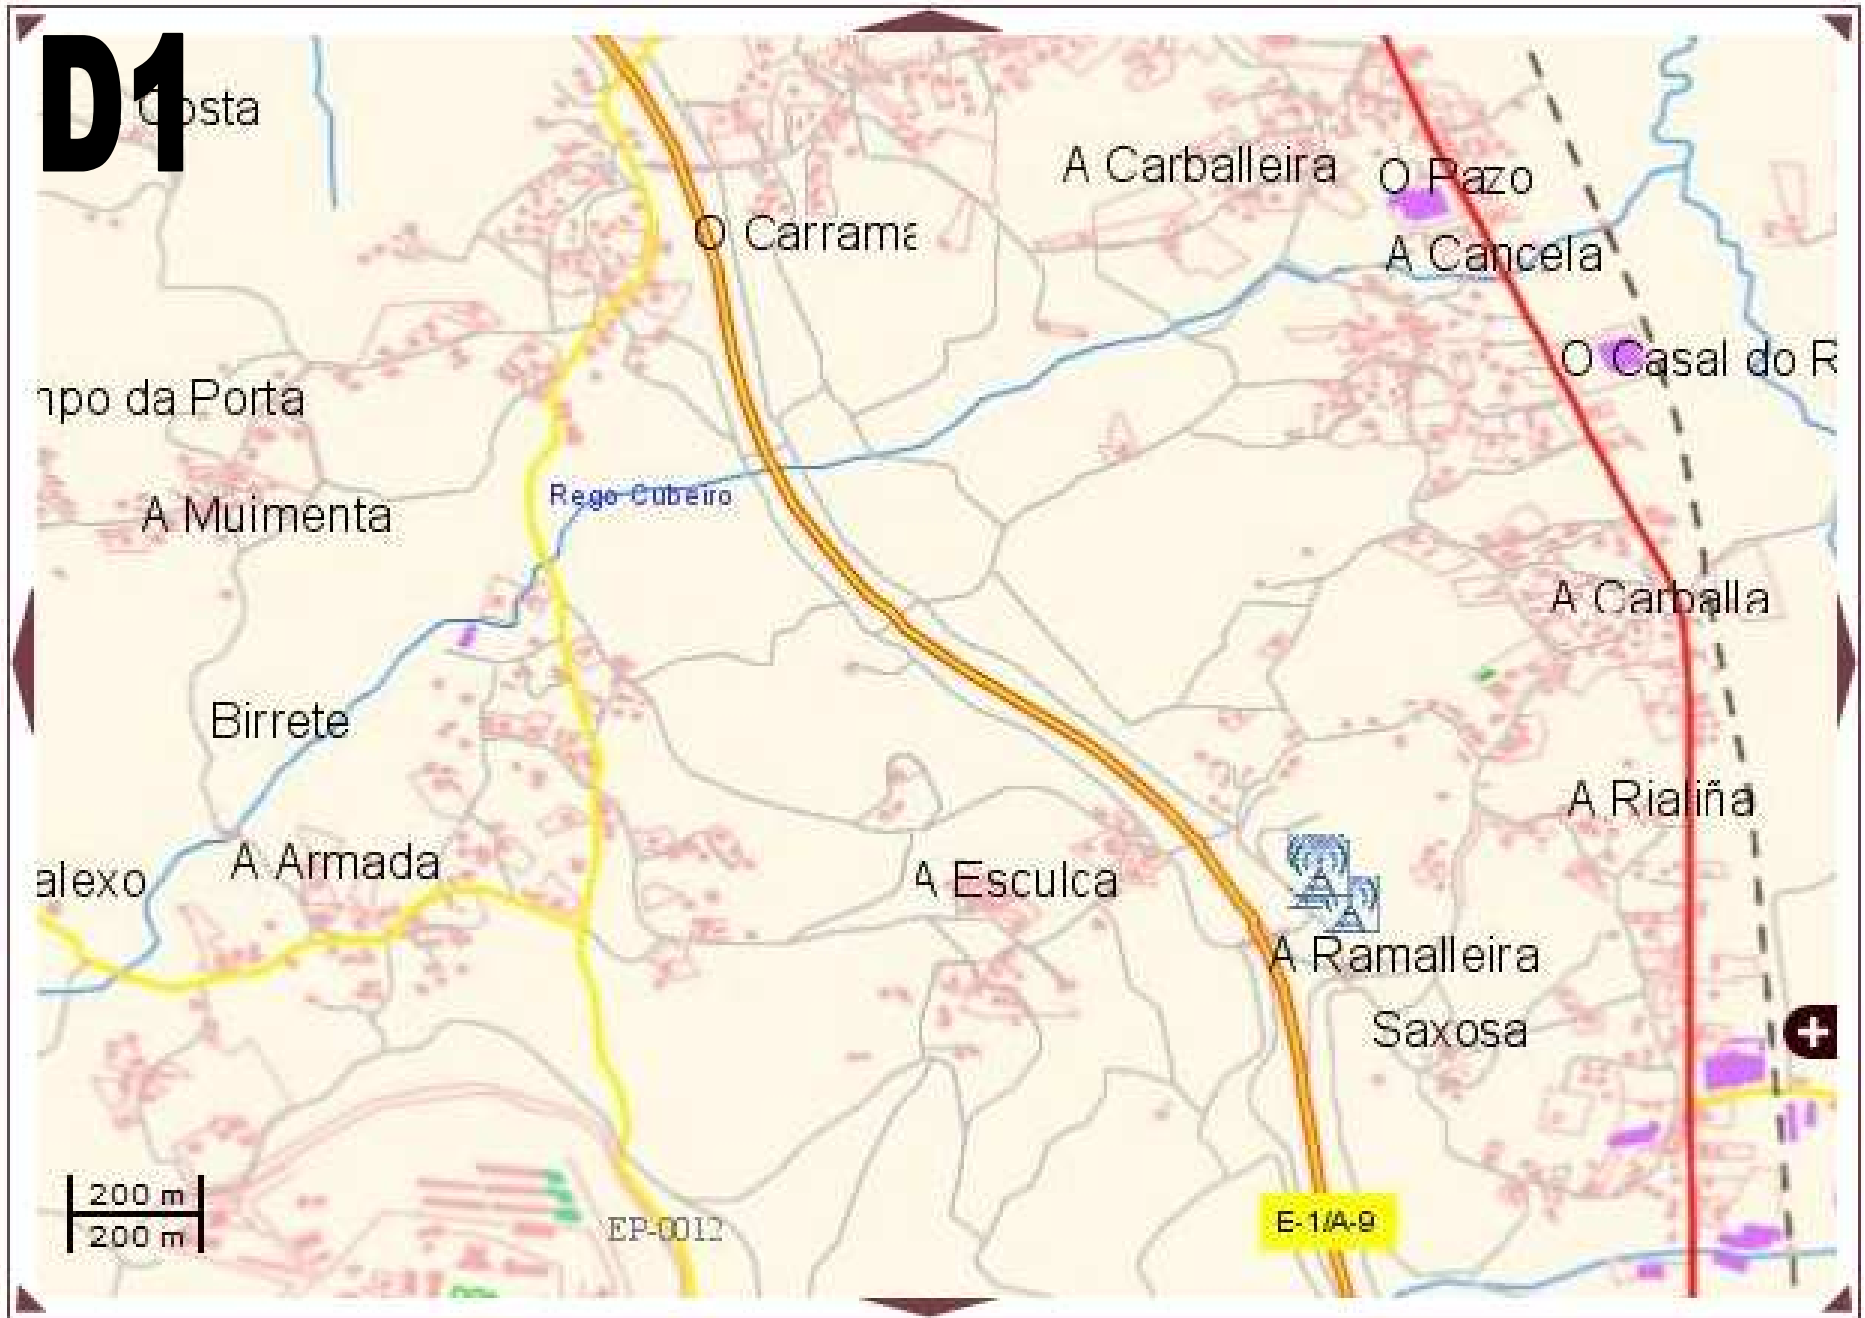 D1
Costa
A Carballeira
O Pazo
O Carrama
A Cancela
O Casal do R
mpo da Porta
Rego Cubeiro
A Muimenta
A Carballa
Birrete
A Rialiña
A Armada
alexo
A Esculca
A Ramalleira
Saxosa
200 m
200 m
EP-0012
E-1/A-9